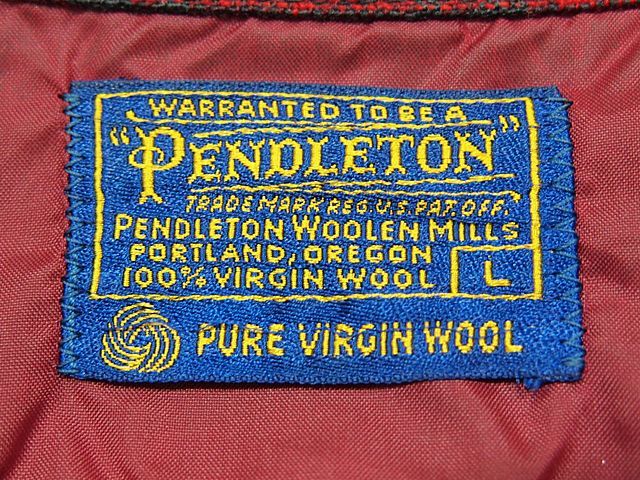 WARRANTED TO BE A
"PENDLETON"
TRADE MARK REG. U.S. PAT. OFF.
PENDLETON WOOLEN MILLS
PORTLAND, OREGON
100% VIRGIN WOOL L
PURE VIRGIN WOOL